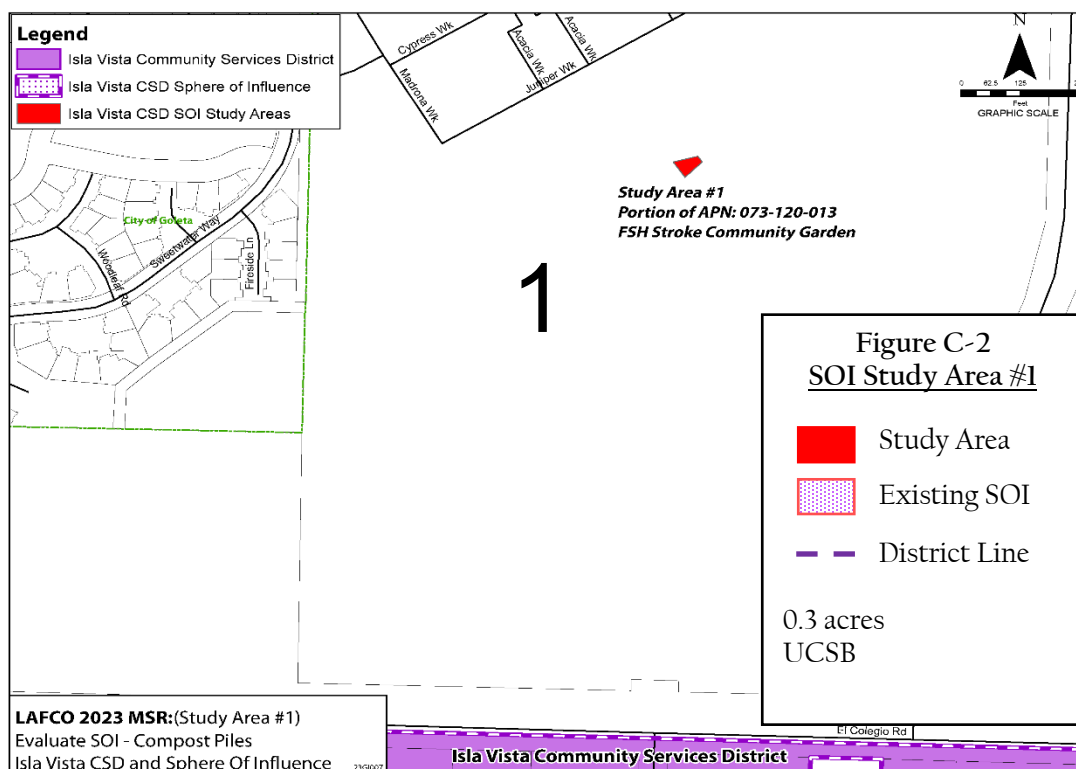 Legend
Isla Vista Community Services District
Isla Vista CSD Sphere of Influence
Isla Vista CSD SOI Study Areas
Cypress Wk
Acacia Wk
Acacia Wk
Madrona Wk
Juniper Wk
N
0 62.5 125
Feet
GRAPHIC SCALE
Study Area #1
Portion of APN: 073-120-013
FSH Stroke Community Garden
City of Goleta
Sweetwater Way
Woodleaf Rd
Fireside Ln
1
Figure C-2
SOI Study Area #1
Study Area
Existing SOI
District Line
0.3 acres
UCSB
LAFCO 2023 MSR:(Study Area #1)
Evaluate SOI - Compost Piles
Isla Vista CSD and Sphere Of Influence
23GI007
El Colegio Rd
Isla Vista Community Services District